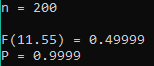 n = 200
F(11.55) = 0.49999
P = 0.9999